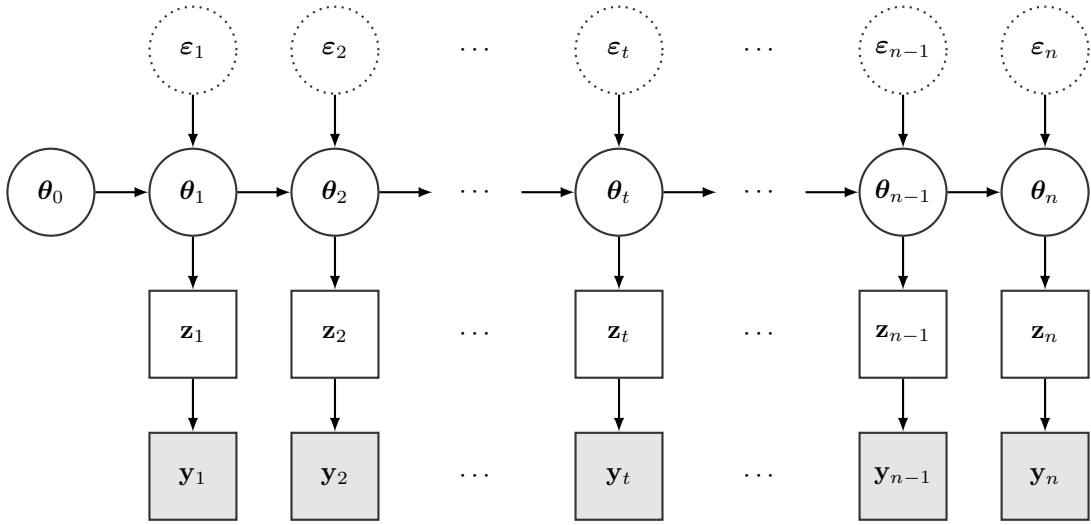 ε₁ ε₂ ⋯ εₜ ⋯ εₙ₋₁ εₙ
θ₀ θ₁ θ₂ ⋯ θₜ ⋯ θₙ₋₁ θₙ
z₁ z₂ ⋯ zₜ ⋯ zₙ₋₁ zₙ
y₁ y₂ ⋯ yₜ ⋯ yₙ₋₁ yₙ